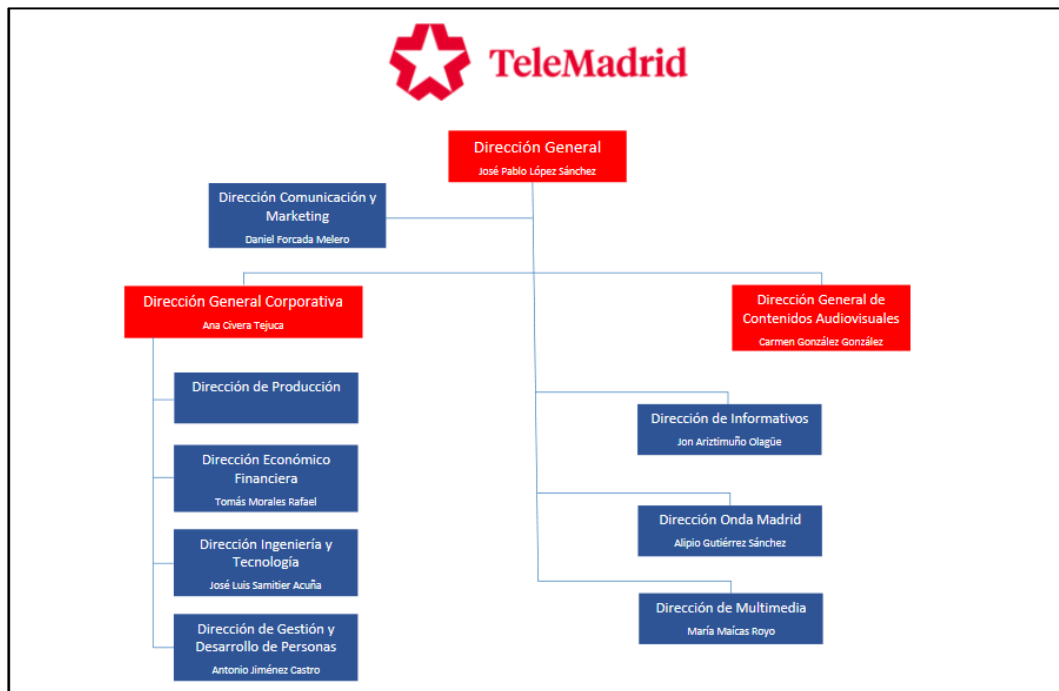 TeleMadrid
Dirección General
José Pablo López Sánchez
Dirección Comunicación y
Marketing
Daniel Forcada Melero
Dirección General Corporativa
Ana Civera Tejuca
Dirección General de
Contenidos Audiovisuales
Carmen González González
Dirección de Producción
Dirección Económico
Financiera
Tomás Morales Rafael
Dirección Ingeniería y
Tecnología
José Luis Samitier Acuña
Dirección de Gestión y
Desarrollo de Personas
Antonio Jiménez Castro
Dirección de Informativos
Jon Ariztimuño Olagüe
Dirección Onda Madrid
Alipio Gutiérrez Sánchez
Dirección de Multimedia
María Maícas Royo